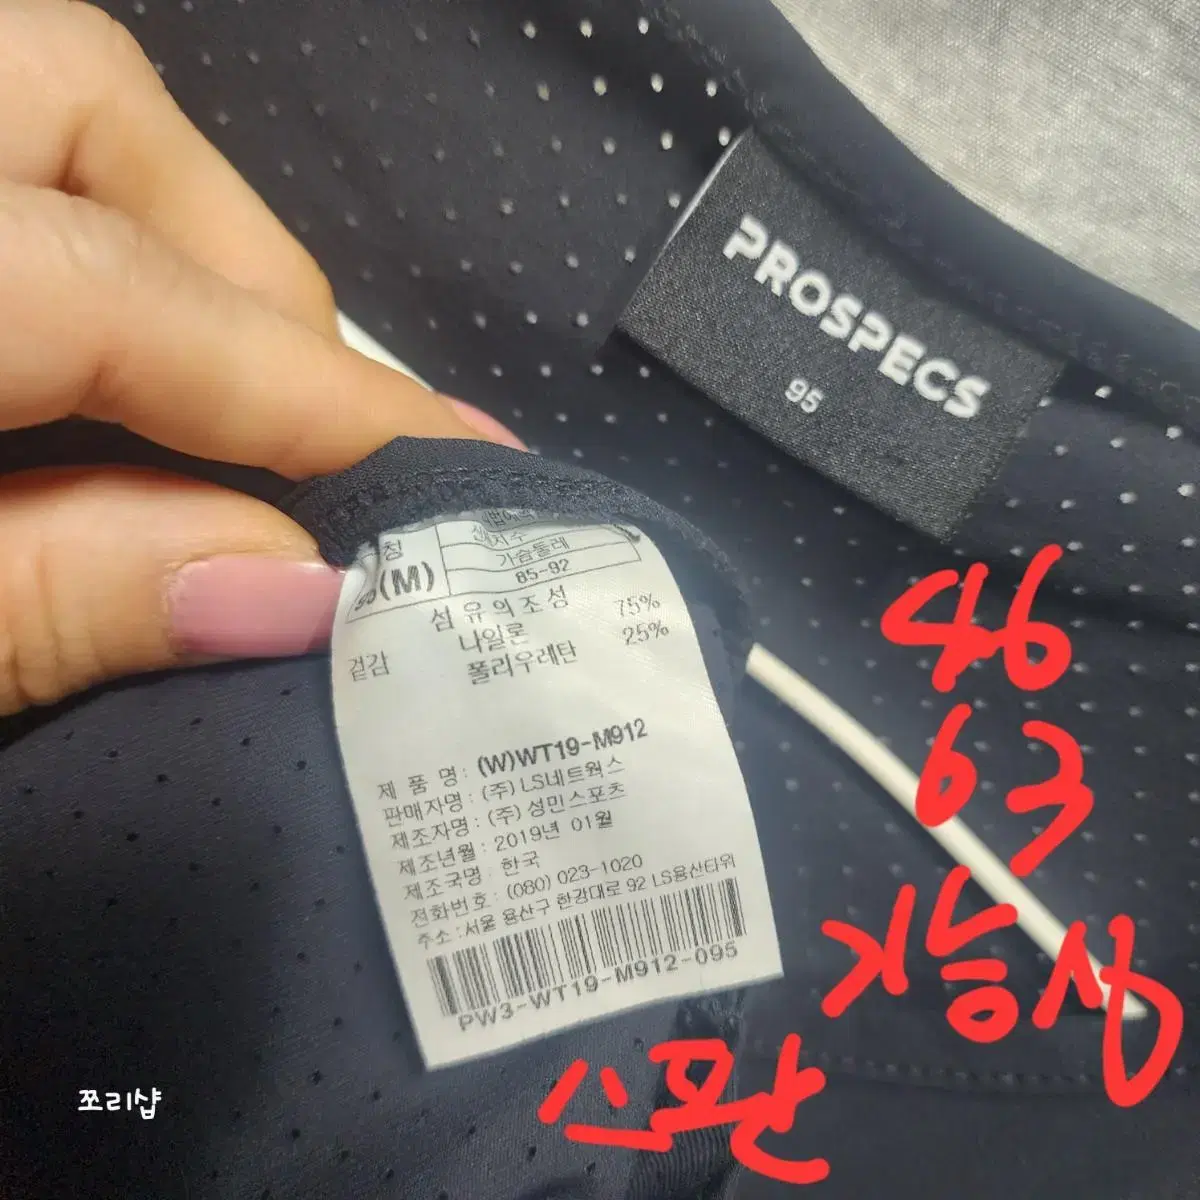 PROSPECS
95
신체치수
가슴둘레
(M)
85-92
섬유의조성
겉감 나일론 75%
폴리우레탄 25%
제 품 명 : (W)WT19-M912
판매자명 : (주)LS네트웍스
제조자명 : (주)성민스포츠
제조년월 : 2019년 01월
제조국명 : 한국
전화번호 : (080) 023-1020
주소 : 서울 용산구 한강대로 92 LS용산타워
PW3-WT19-M912-095
46
63
기능성
스판
쪼리샵